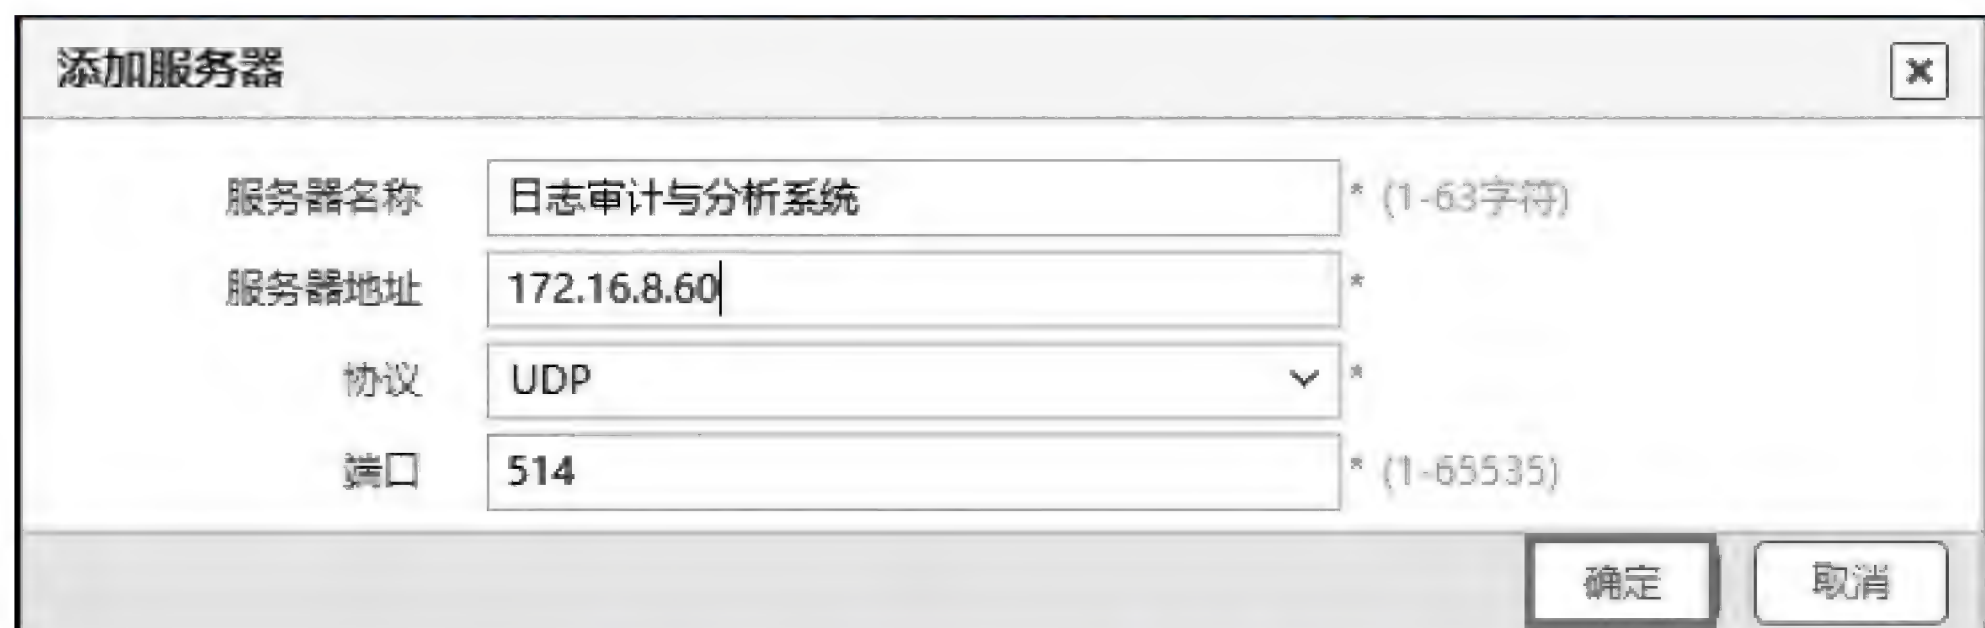 添加服务器
服务器名称 日志审计与分析系统 * (1-63字符)
服务器地址 172.16.8.60 *
协议 UDP *
端口 514 * (1-65535)
确定 取消